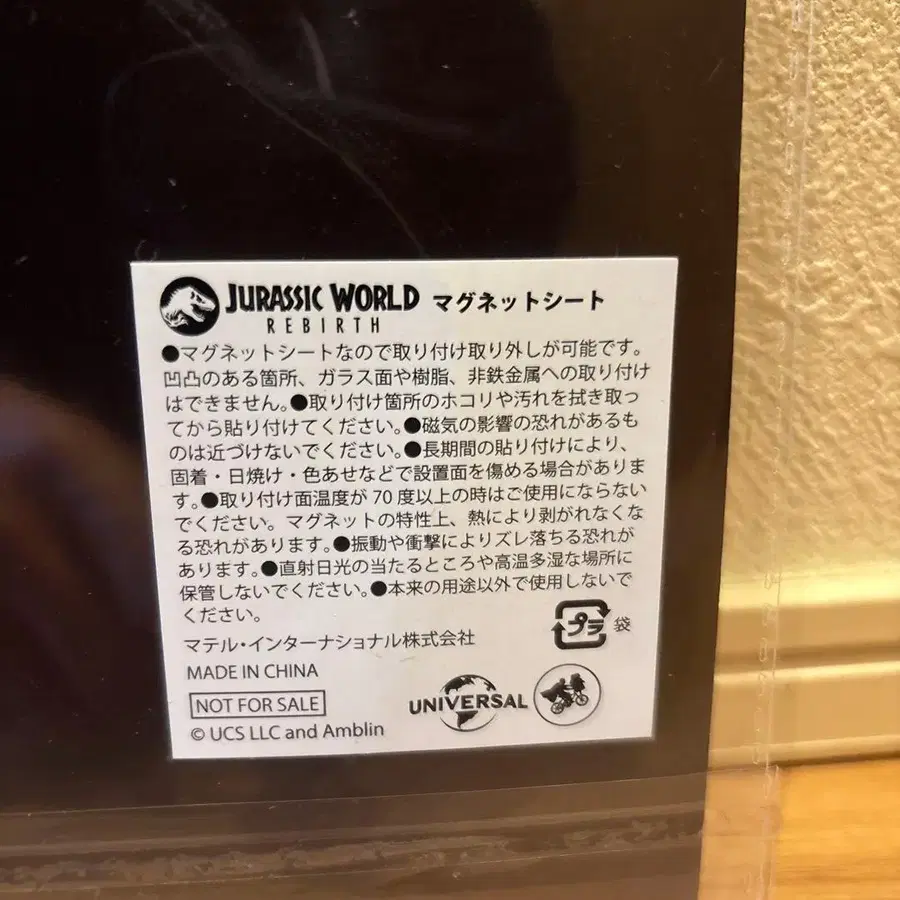 JURASSIC WORLD マグネットシート
REBIRTH
●マグネットシートなので取り付け取り外しが可能です。
凹凸のある箇所、ガラス面や樹脂、非鉄金属への取り付け
はできません。●取り付け箇所のホコリや汚れを拭き取っ
てから貼り付けてください。●磁気の影響の恐れがあるも
のは近づけないでください。●長期間の貼り付けにより、
固着・日焼け・色あせなどで設置面を傷める場合がありま
す。●取り付け面温度が 70 度以上の時はご使用にならない
でください。マグネットの特性上、熱により剥がれなくな
る恐れがあります。●振動や衝撃によりズレ落ちる恐れが
あります。●直射日光の当たるところや高温多湿な場所に
保管しないでください。●本来の用途以外で使用しないで
ください。
プラ 袋
マテル・インターナショナル株式会社
MADE IN CHINA
NOT FOR SALE
UNIVERSAL
© UCS LLC and Amblin